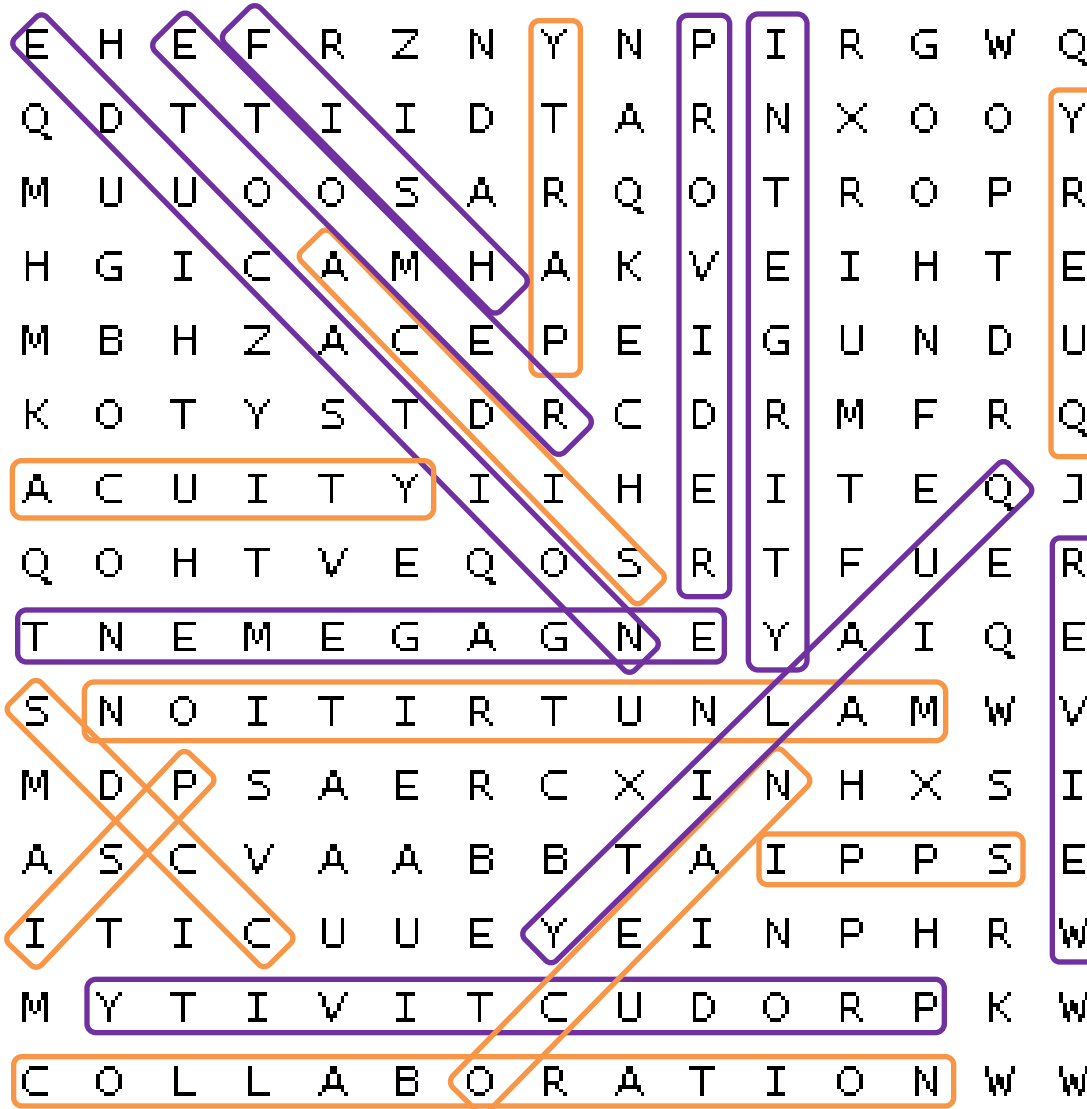 E H E F R Z N Y N P I R G W Q
Q D T T I I D T A R N X O O Y
M U U O O S A R Q O T R O P R
H G I C A M H A K V E I H T E
M B H Z A C E P E I G U N D U
K O T Y S T D R C D R M F R Q
A C U I T Y I I H E I T E Q J
Q O H T V E Q O S R T F U E R
T N E M E G A G N E Y A I Q E
S N O I T I R T U N L A M W V
M D P S A E R C X I N H X S I
A S C V A A B B T A I P P S E
I T I C U U E Y E I N P H R W
M Y T I V I T C U D O R P K W
C O L L A B O R A T I O N W W